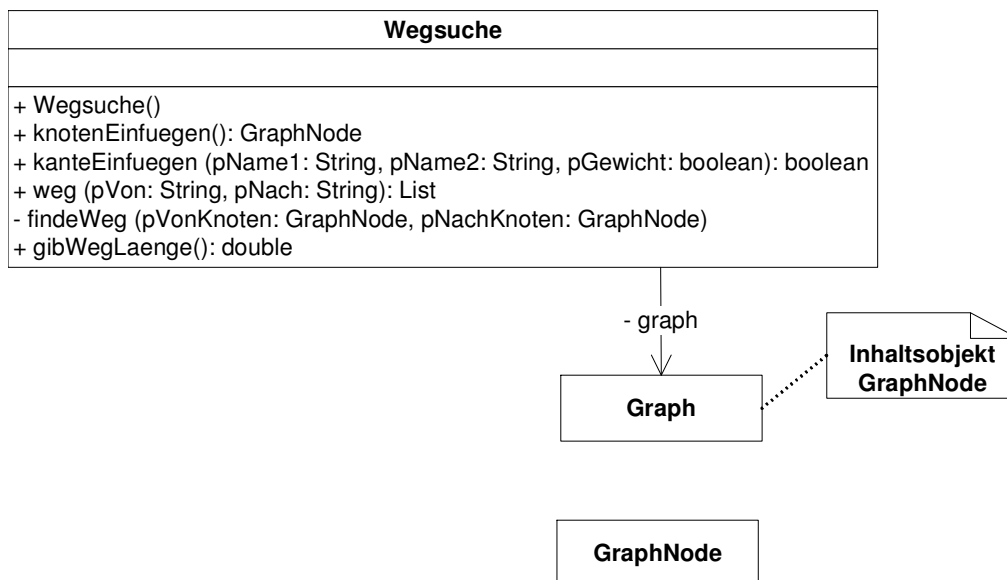 Wegsuche
+ Wegsuche()
+ knotenEinfuegen(): GraphNode
+ kanteEinfuegen (pName1: String, pName2: String, pGewicht: boolean): boolean
+ weg (pVon: String, pNach: String): List
- findeWeg (pVonKnoten: GraphNode, pNachKnoten: GraphNode)
+ gibWegLaenge(): double
- graph
Inhaltsobjekt
GraphNode
Graph
GraphNode